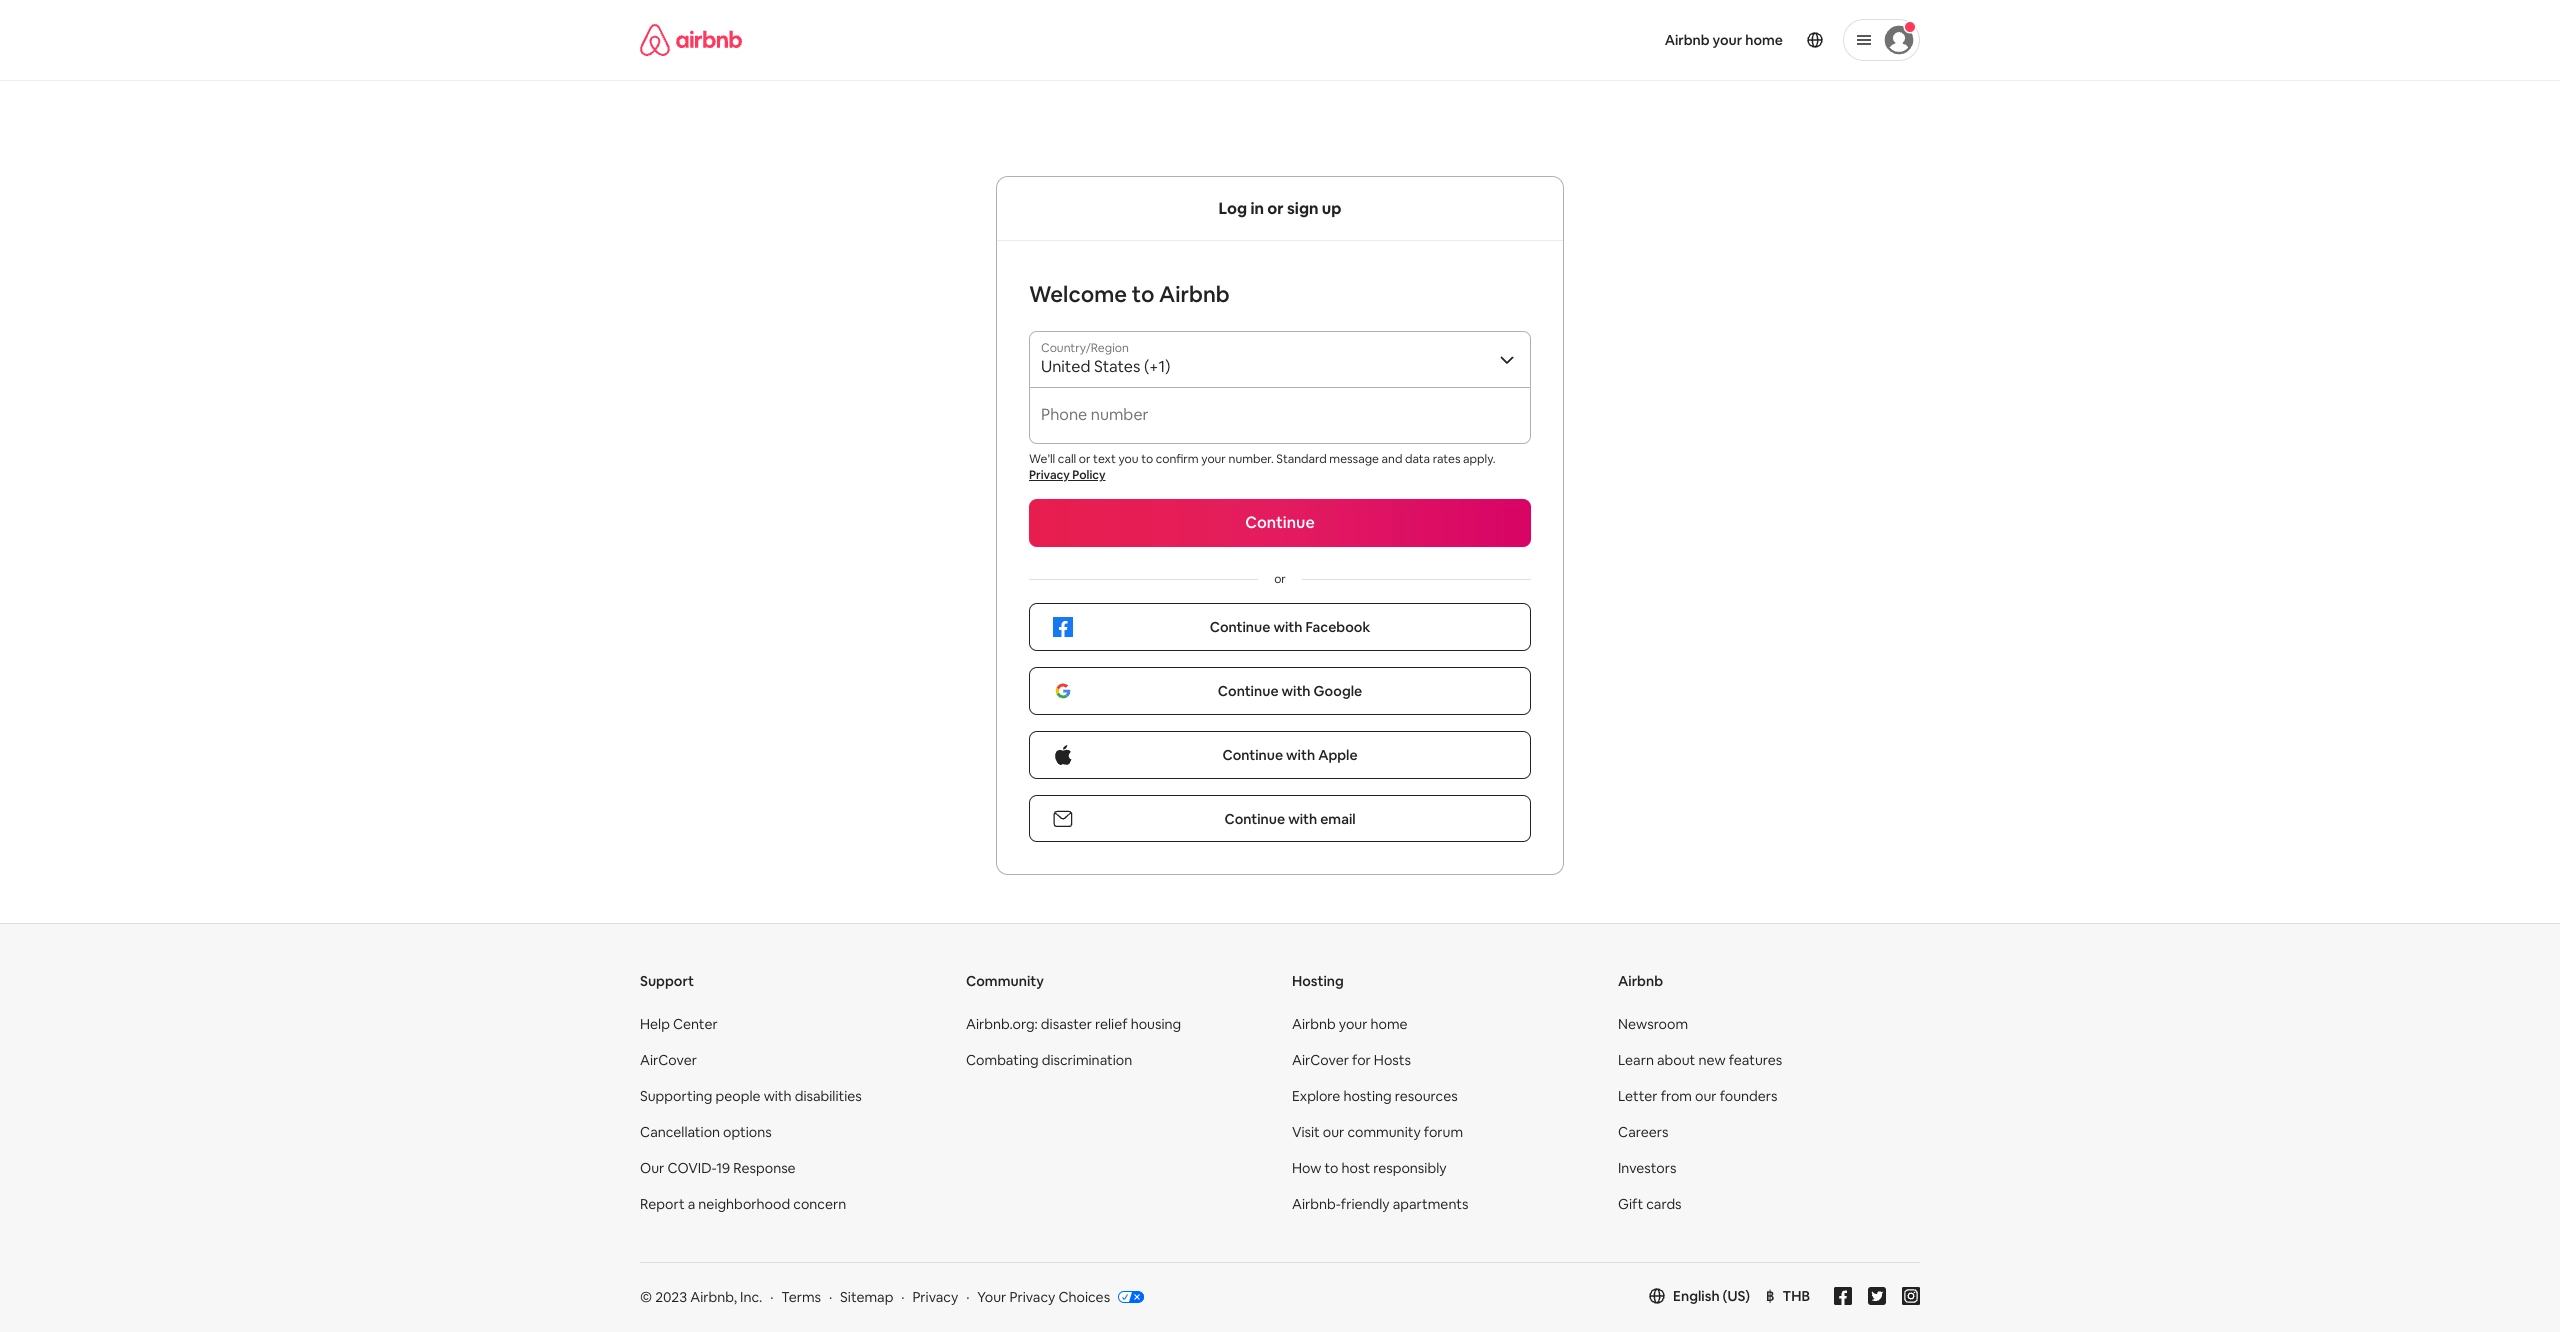 airbnb
Airbnb your home
Log in or sign up
Welcome to Airbnb
Country/Region
United States (+1)
Phone number
We'll call or text you to confirm your number. Standard message and data rates apply.
Privacy Policy
Continue
or
Continue with Facebook
Continue with Google
Continue with Apple
Continue with email
Support
Help Center
AirCover
Supporting people with disabilities
Cancellation options
Our COVID-19 Response
Report a neighborhood concern
Community
Airbnb.org: disaster relief housing
Combating discrimination
Hosting
Airbnb your home
AirCover for Hosts
Explore hosting resources
Visit our community forum
How to host responsibly
Airbnb-friendly apartments
Airbnb
Newsroom
Learn about new features
Letter from our founders
Careers
Investors
Gift cards
© 2023 Airbnb, Inc. · Terms · Sitemap · Privacy · Your Privacy Choices
English (US) ฿ THB